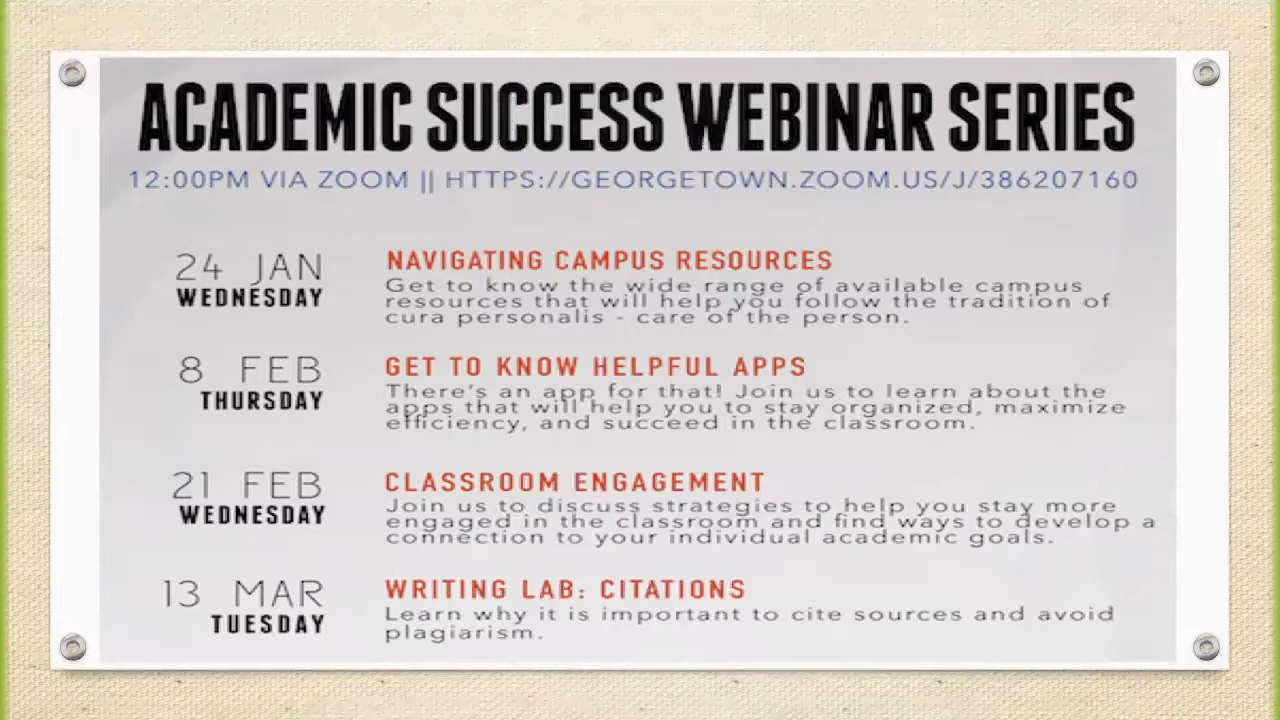 ACADEMIC SUCCESS WEBINAR SERIES
12:00PM VIA ZOOM || HTTPS://GEORGETOWN.ZOOM.US/J/386207160
24 JAN
WEDNESDAY
NAVIGATING CAMPUS RESOURCES
Get to know the wide range of available campus
resources that will help you follow the tradition of
cura personalis - care of the person.
8 FEB
THURSDAY
GET TO KNOW HELPFUL APPS
There's an app for that! Join us to learn about the
apps that will help you to stay organized, maximize
efficiency, and succeed in the classroom.
21 FEB
WEDNESDAY
CLASSROOM ENGAGEMENT
Join us to discuss strategies to help you stay more
engaged in the classroom and find ways to develop a
connection to your individual academic goals.
13 MAR
TUESDAY
WRITING LAB: CITATIONS
Learn why it is important to cite sources and avoid
plagiarism.